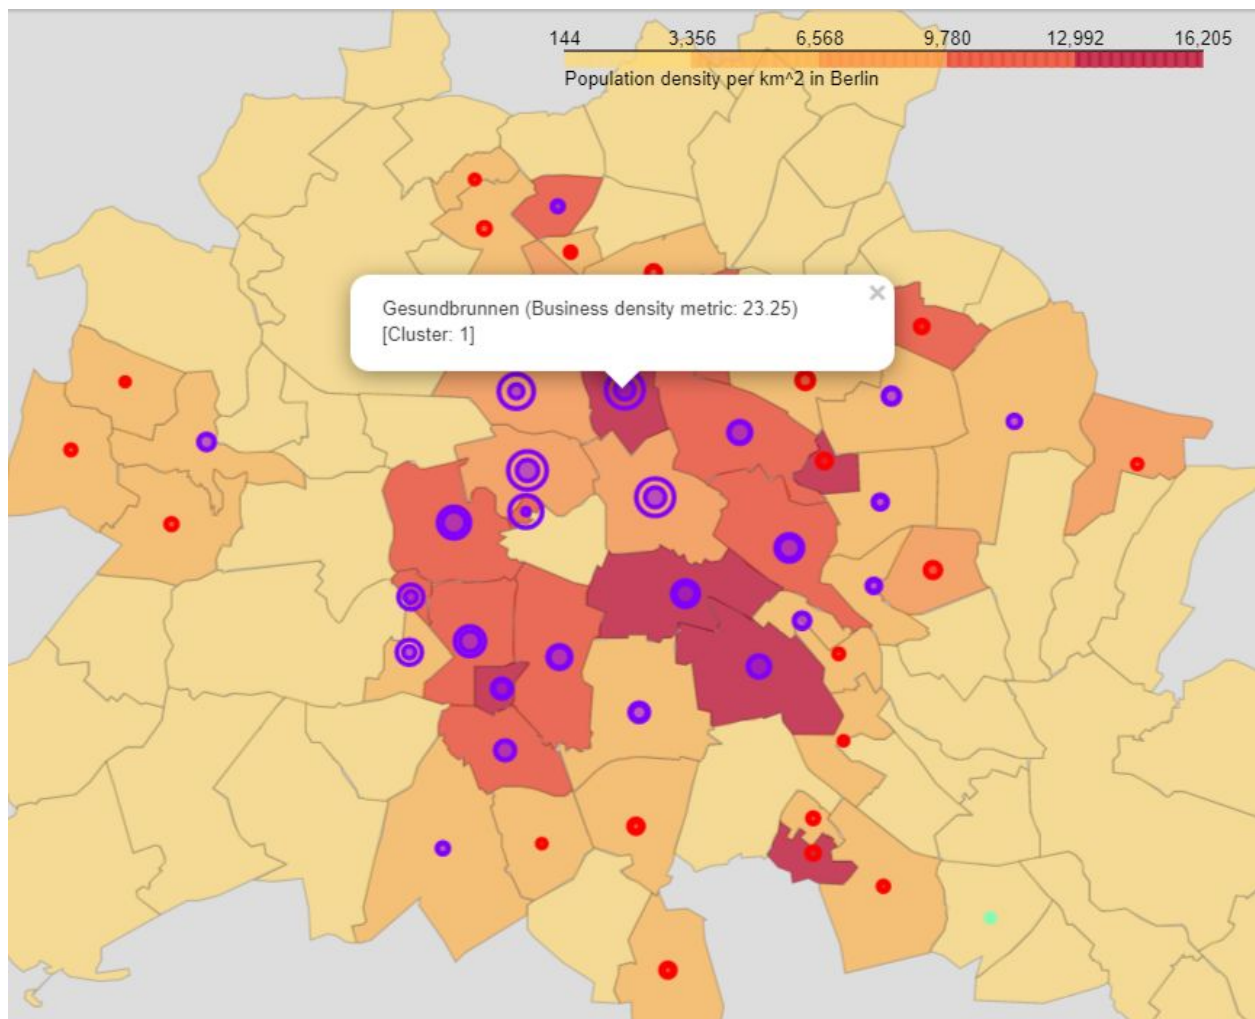 144 3,356 6,568 9,780 12,992 16,205
Population density per km^2 in Berlin
Gesundbrunnen (Business density metric: 23.25)
[Cluster: 1]